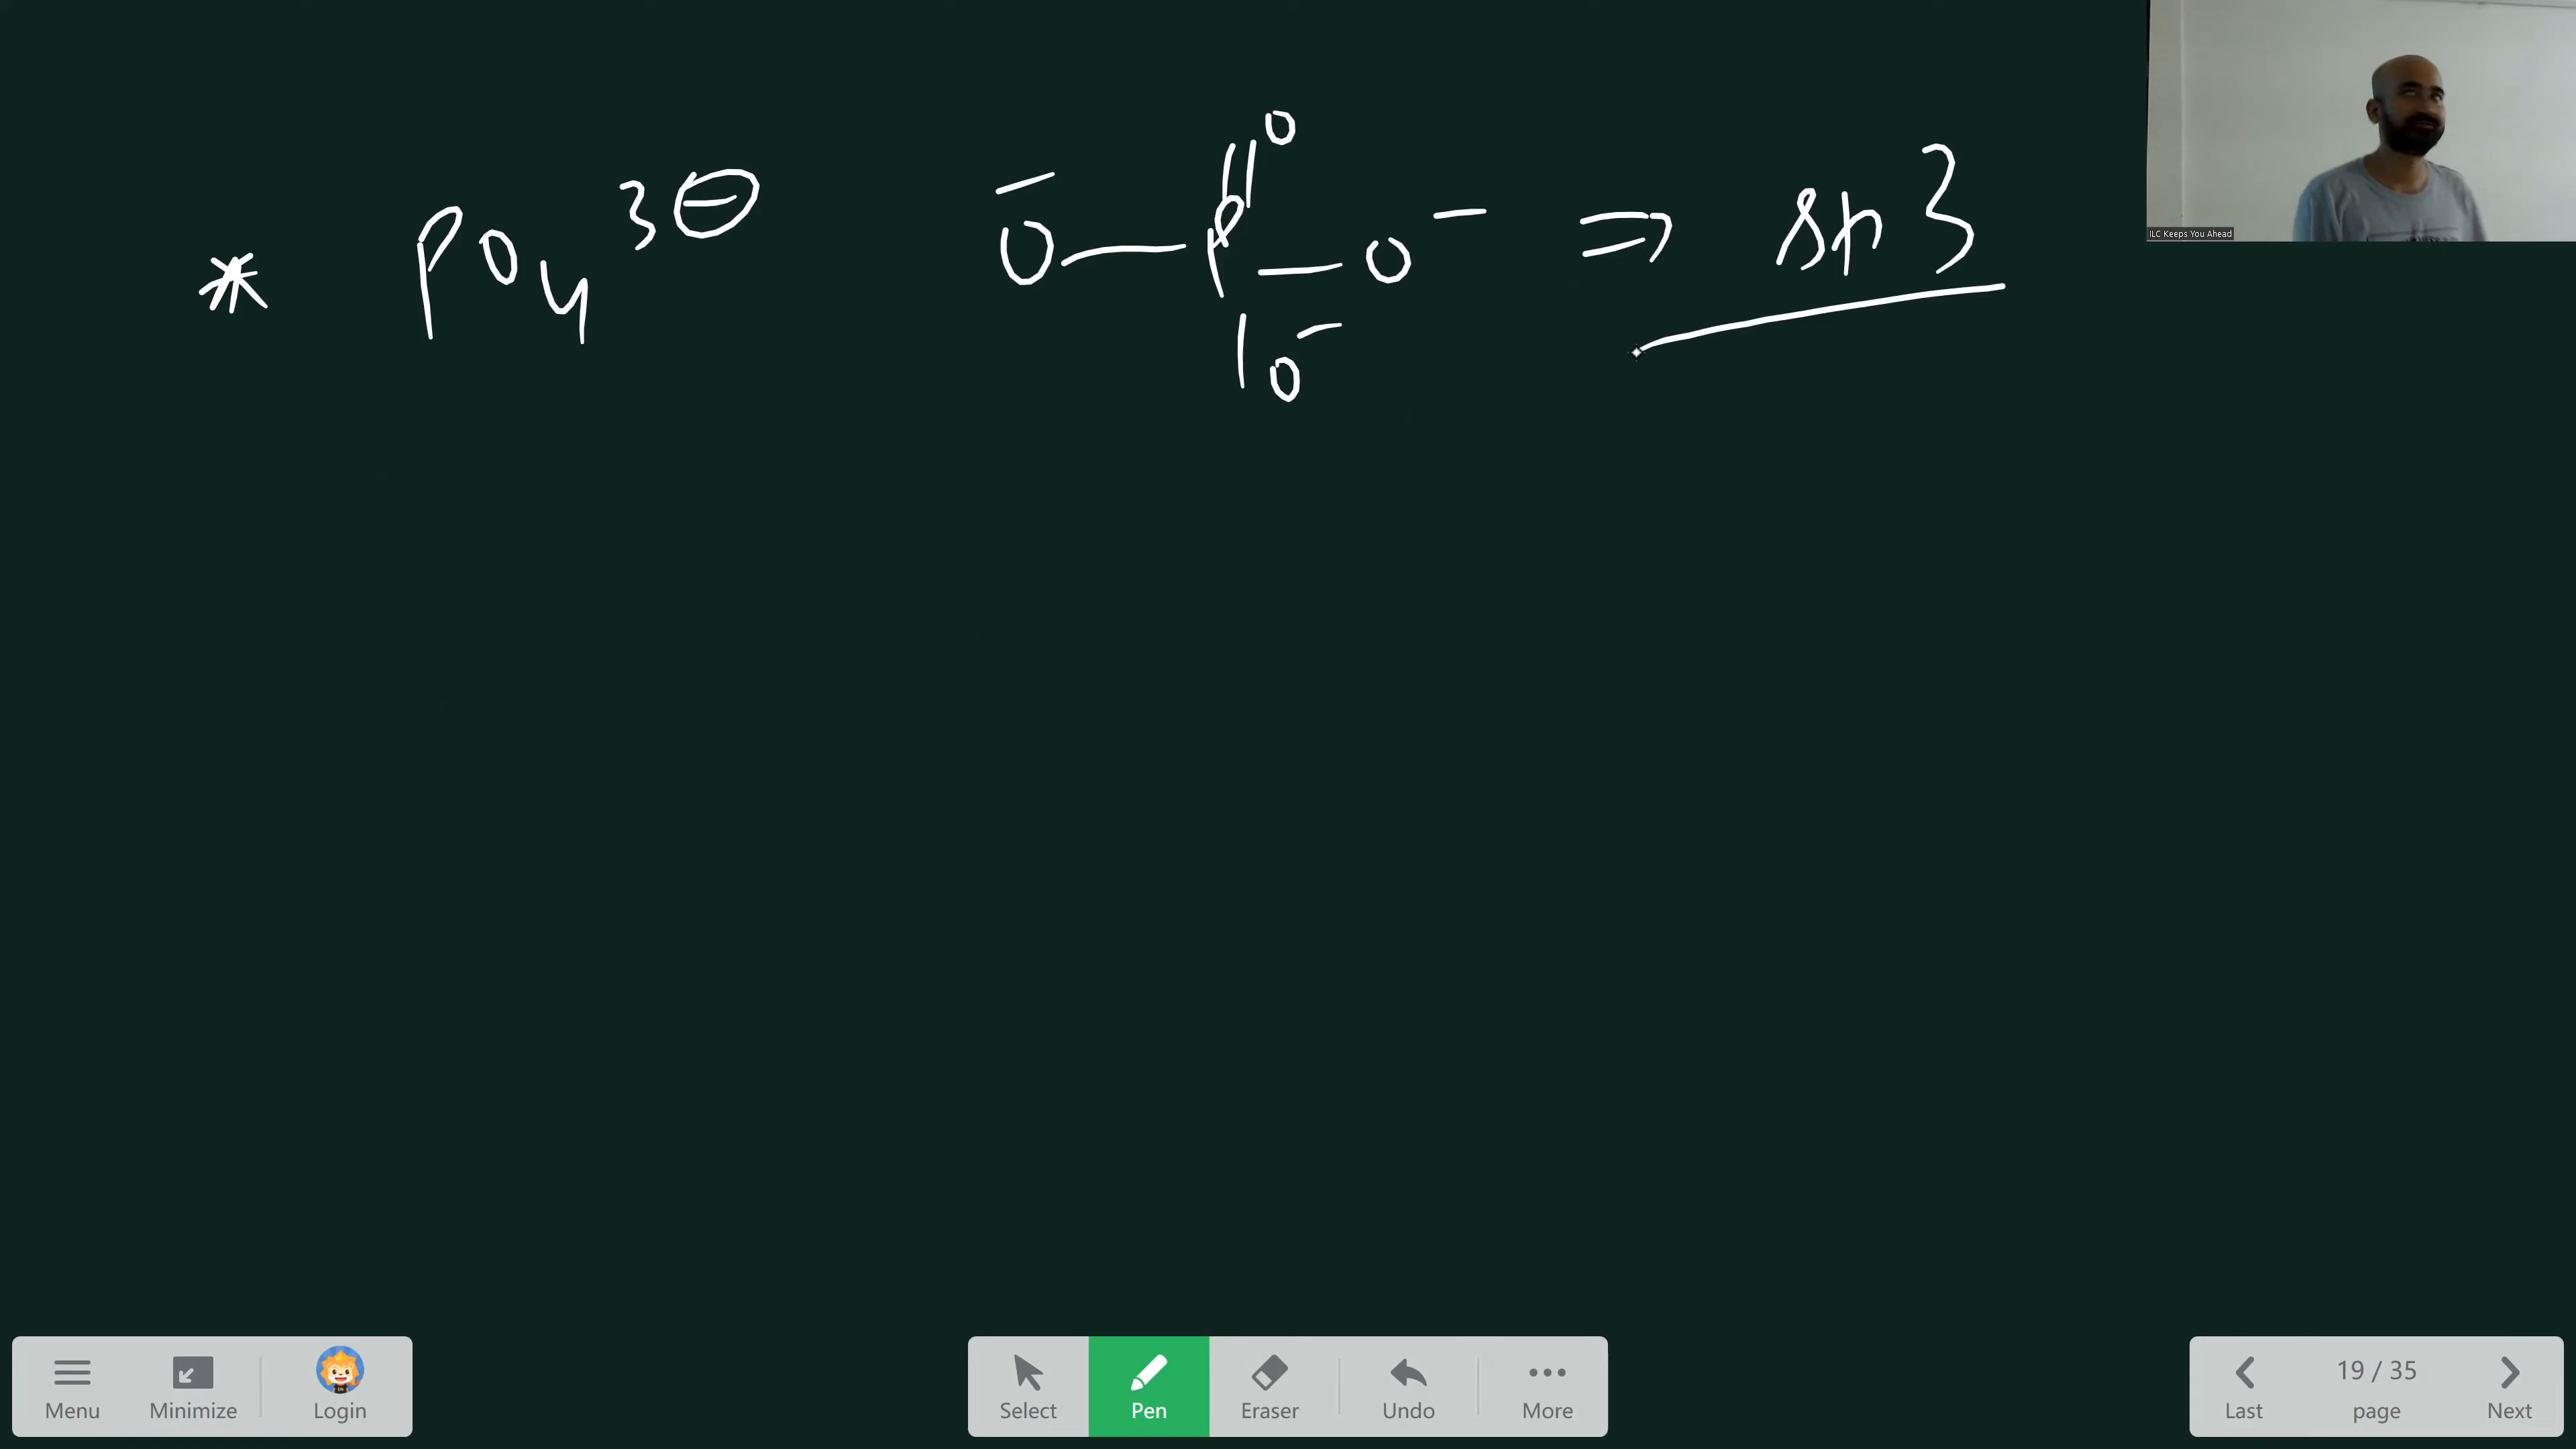 * PO4 3⊖
O
‾O — P — O‾ ⇒ sp3
O‾
ILC Keeps You Ahead
Menu Minimize Login Select Pen Eraser Undo More Last 19 / 35 page Next